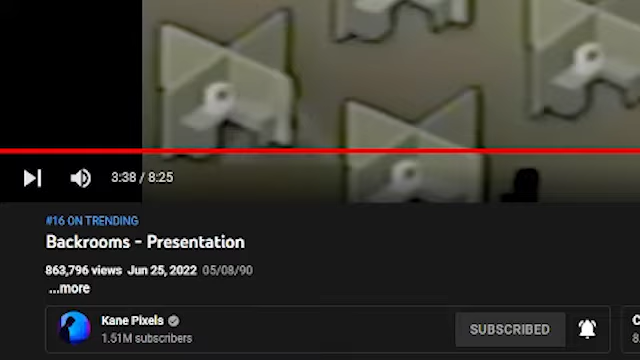 3:38 / 8:25
#16 ON TRENDING
Backrooms - Presentation
863,796 views Jun 25, 2022 05/08/90
...more
Kane Pixels
1.51M subscribers
SUBSCRIBED
C
8